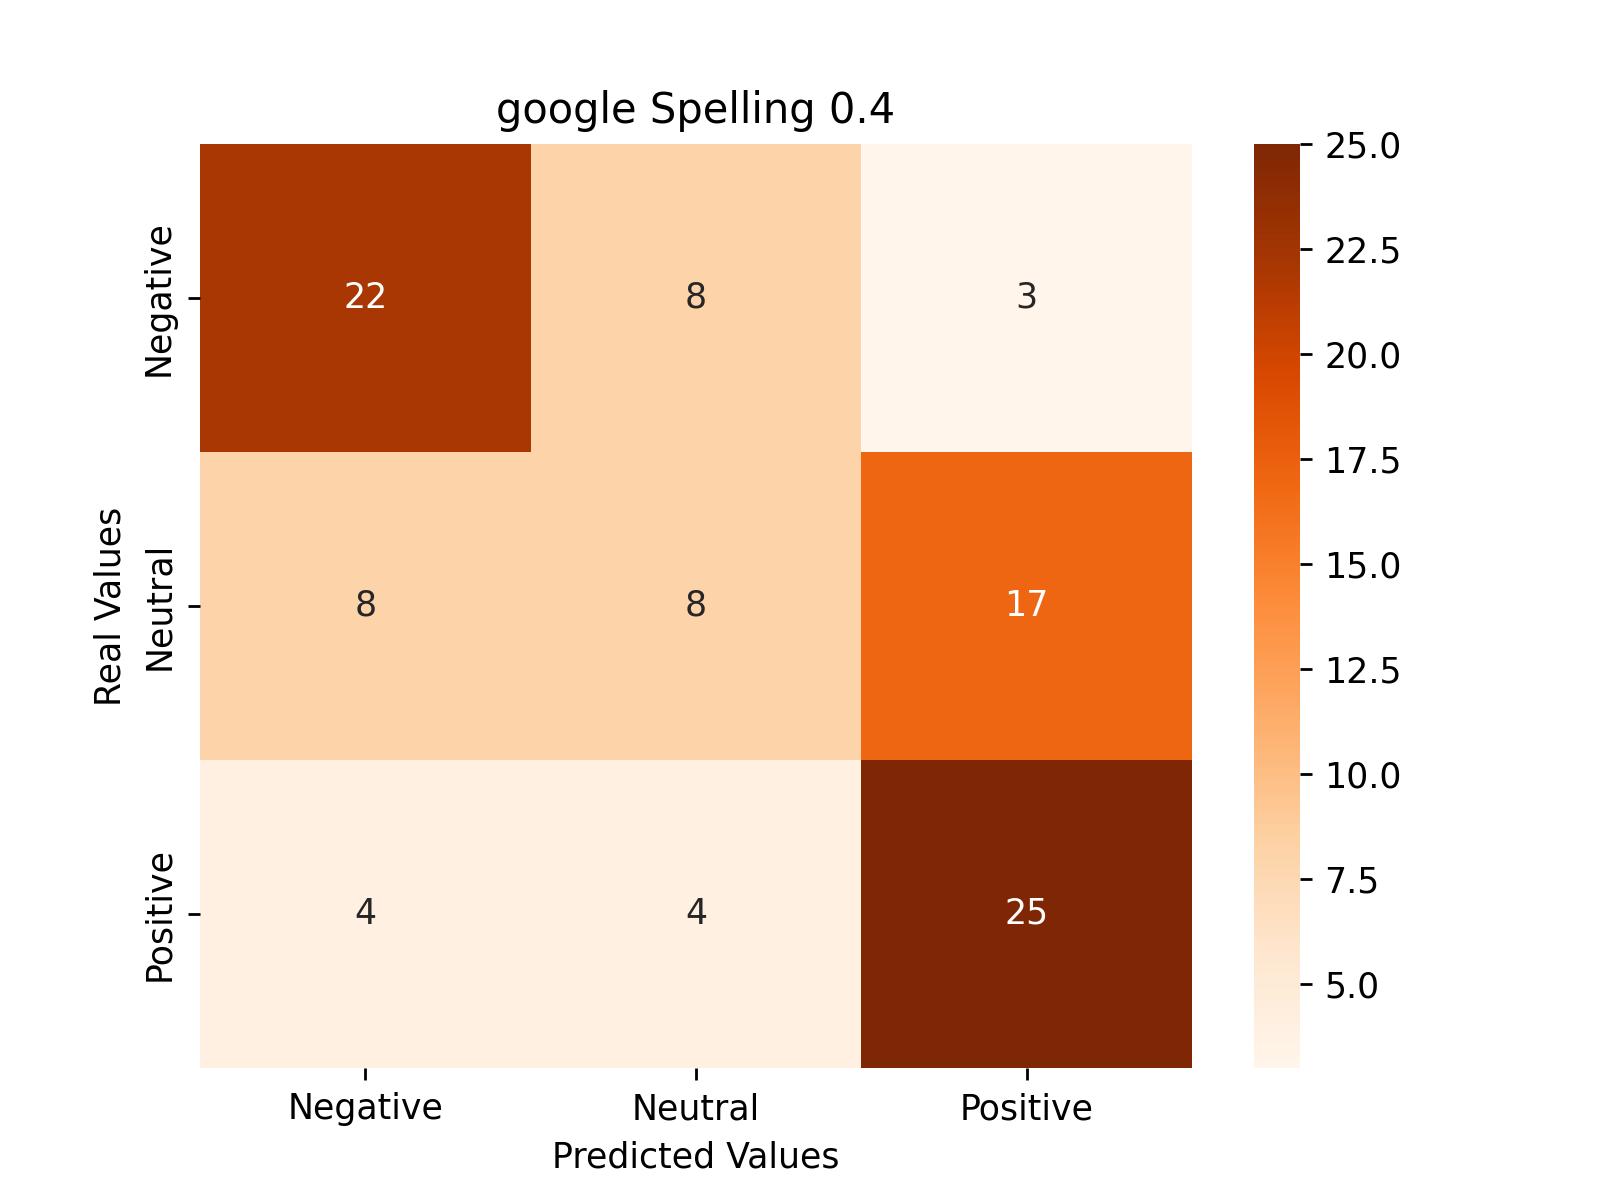 google Spelling 0.4
Real Values
Negative
22 8 3
Neutral
8 8 17
Positive
4 4 25
Negative Neutral Positive
Predicted Values
25.0
22.5
20.0
17.5
15.0
12.5
10.0
7.5
5.0